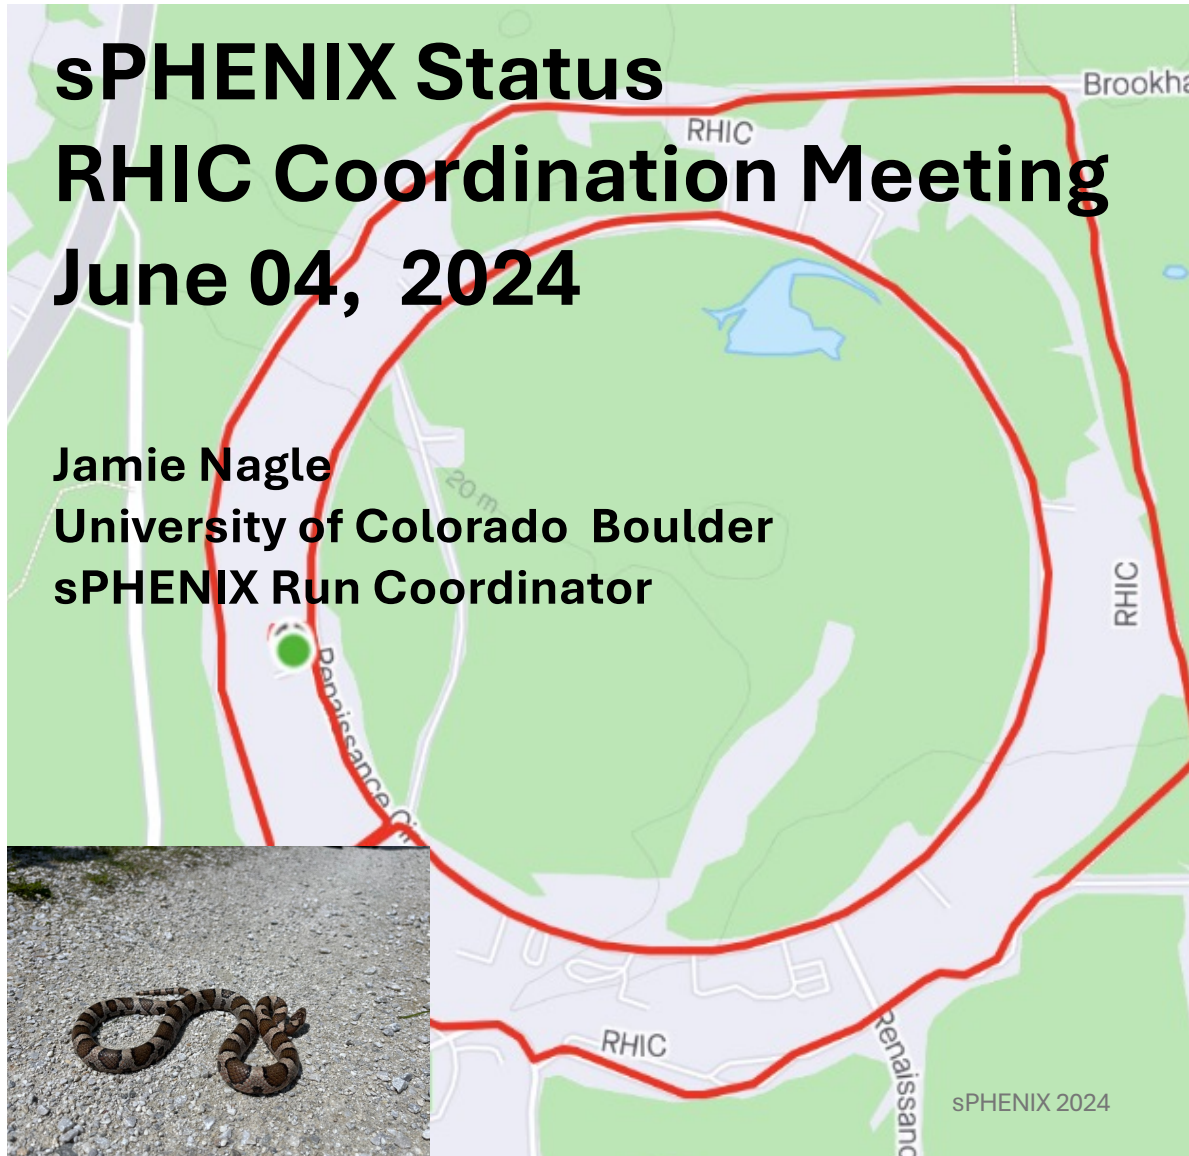 sPHENIX Status
RHIC Coordination Meeting
June 04,  2024
Jamie Nagle
University of Colorado  Boulder
sPHENIX Run Coordinator
Brookha
RHIC
20 m
RHIC
Renaissance Cir
RHIC
Renaissanc
sPHENIX 2024